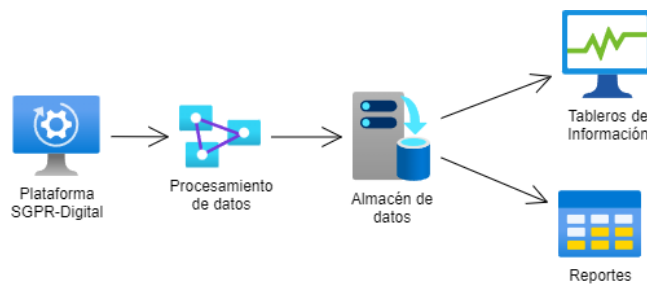 Plataforma
SGPR-Digital
Procesamiento
de datos
Almacén de
datos
Tableros de
Información
Reportes